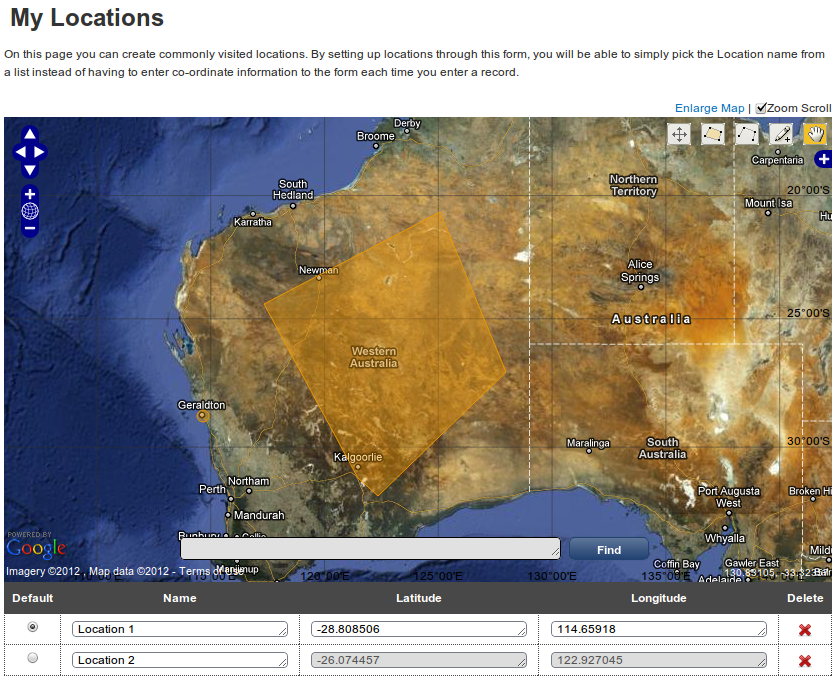 My Locations
On this page you can create commonly visited locations. By setting up locations through this form, you will be able to simply pick the Location name from
a list instead of having to enter co-ordinate information to the form each time you enter a record.
Enlarge Map | Zoom Scroll
Derby
Broome
Carpentaria
South
Hedland
Northern
Territory
20°00'S
Karratha
Mount Isa
Hu
Newman
Alice
Springs
25°00'S
Australia
Western
Australia
Geraldton
30°00'S
Maralinga
South
Australia
Kalgoorlie
Northam
Perth
Port Augusta
West
Broken Hi
Mandurah
Whyalla
Bunbury
Collie
POWERED BY
Google
Find
Mild
Coffin Bay
Gawler East
Imagery ©2012 , Map data ©2012 - Terms of Use
Manjimup
120°00'E
125°00'E
130°00'E
135°00'E
Adelaide
Default Name Latitude Longitude Delete
Location 1 -28.808506 114.65918
Location 2 -26.074457 122.927045